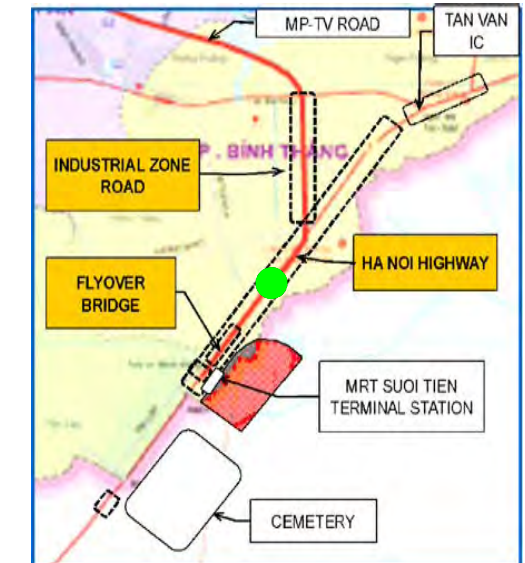 MP-TV ROAD
TAN VAN
IC
P. BÌNH THẮNG
INDUSTRIAL ZONE
ROAD
HA NOI HIGHWAY
FLYOVER
BRIDGE
MRT SUOI TIEN
TERMINAL STATION
CEMETERY